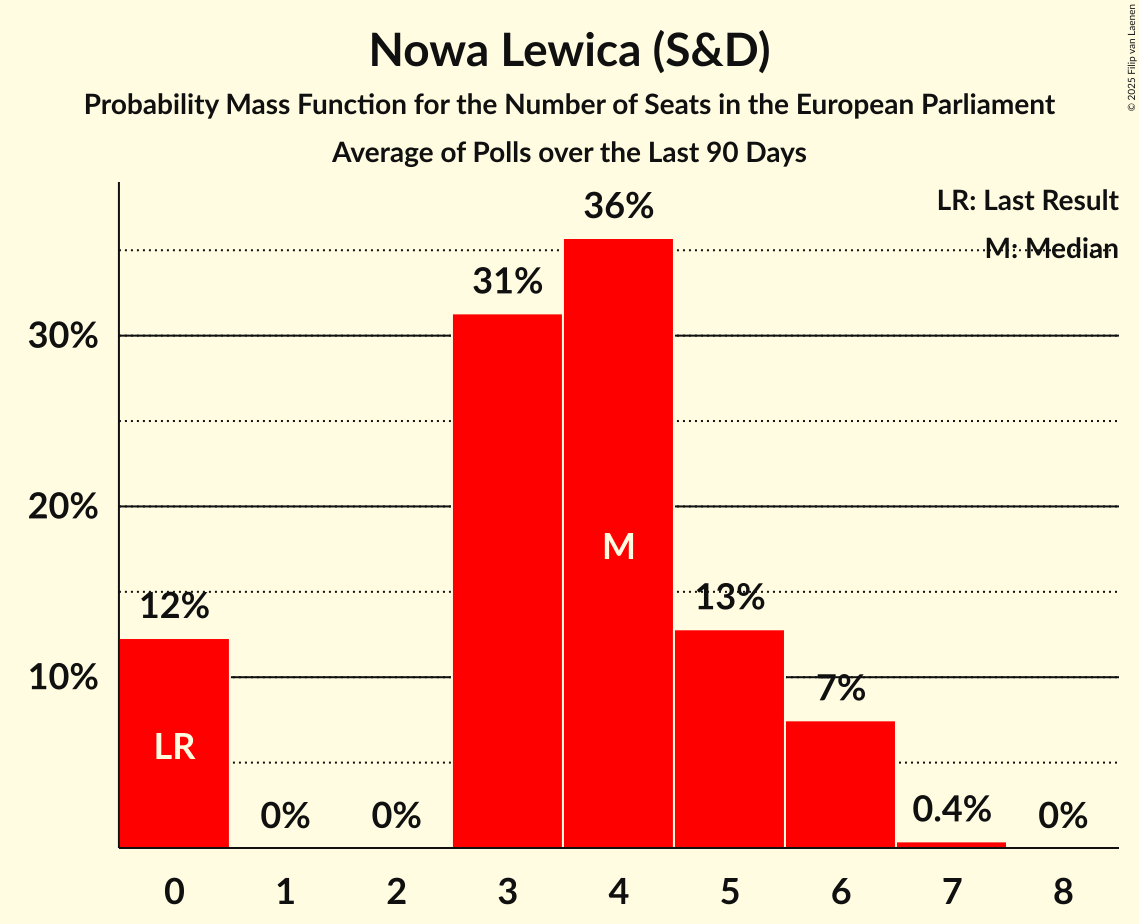 Nowa Lewica (S&D)
Probability Mass Function for the Number of Seats in the European Parliament
Average of Polls over the Last 90 Days
© 2025 Filip van Laenen
LR: Last Result
M: Median
36%
31%
30%
20%
M
13%
12%
10%
7%
LR
0%
0%
0.4%
0%
0 1 2 3 4 5 6 7 8